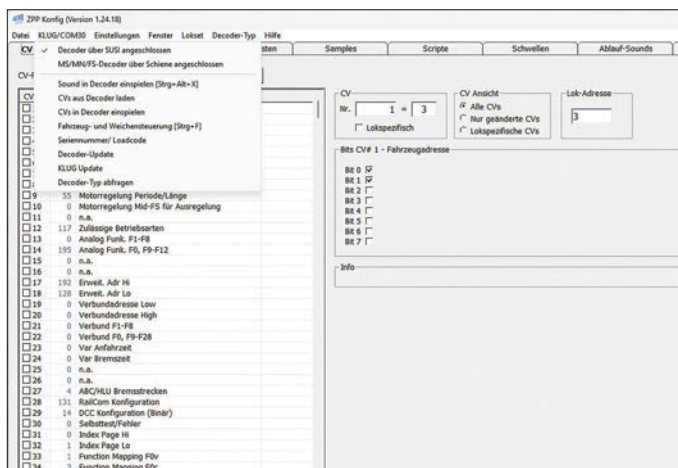 ZPP Konfig (Version 1.24.18)
Datei KLUG/COM30 Einstellungen Fenster Lokset Decoder-Typ Hilfe
CV
sten Samples Scripte Schwellen Ablauf-Sounds
✓ Decoder über SUSI angeschlossen
MS/MN/FS-Decoder über Schiene angeschlossen
Sound in Decoder einspielen [Strg+Alt+X]
CVs aus Decoder laden
CVs in Decoder einspielen
Fahrzeug- und Weichensteuerung [Strg+F]
Seriennummer/ Loadcode
Decoder-Update
KLUG Update
Decoder-Typ abfragen
CV-F
CV
9 55 Motorregelung Periode/Länge
10 0 Motorregelung Mid-FS für Ausregelung
11 0 n.a.
12 117 Zulässige Betriebsarten
13 0 Analog Funk. F1-F8
14 195 Analog Funk. F0, F9-F12
15 0 n.a.
16 0 n.a.
17 192 Erweit. Adr Hi
18 128 Erweit. Adr Lo
19 0 Verbundadresse Low
20 0 Verbundadresse High
21 0 Verbund F1-F8
22 0 Verbund F0, F9-F28
23 0 Var Anfahrzeit
24 0 Var Bremszeit
25 0 n.a.
26 0 n.a.
27 4 ABC/HLU Bremsstrecken
28 131 RailCom Konfiguration
29 14 DCC Konfiguration (Binär)
30 0 Selbsttest/Fehler
31 0 Index Page Hi
32 1 Index Page Lo
33 1 Function Mapping F0v
34 2 Function Mapping F0r
CV
Nr. 1 = 3
Lokspezifisch
CV Ansicht
Alle CVs
Nur geänderte CVs
Lokspezifische CVs
Lok-Adresse
3
Bits CV# 1 - Fahrzeugadresse
Bit 0
Bit 1
Bit 2
Bit 3
Bit 4
Bit 5
Bit 6
Bit 7
Info